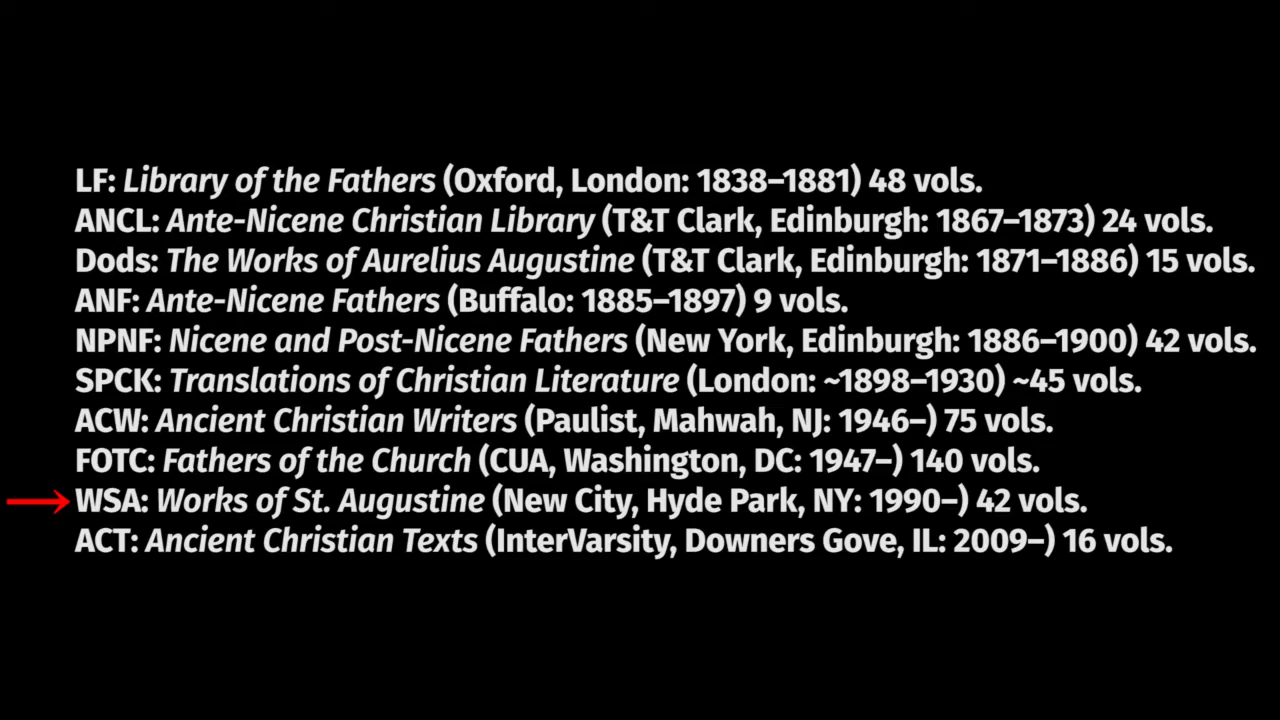 LF: Library of the Fathers (Oxford, London: 1838–1881) 48 vols.
ANCL: Ante-Nicene Christian Library (T&T Clark, Edinburgh: 1867–1873) 24 vols.
Dods: The Works of Aurelius Augustine (T&T Clark, Edinburgh: 1871–1886) 15 vols.
ANF: Ante-Nicene Fathers (Buffalo: 1885–1897) 9 vols.
NPNF: Nicene and Post-Nicene Fathers (New York, Edinburgh: 1886–1900) 42 vols.
SPCK: Translations of Christian Literature (London: ~1898–1930) ~45 vols.
ACW: Ancient Christian Writers (Paulist, Mahwah, NJ: 1946–) 75 vols.
FOTC: Fathers of the Church (CUA, Washington, DC: 1947–) 140 vols.
WSA: Works of St. Augustine (New City, Hyde Park, NY: 1990–) 42 vols.
ACT: Ancient Christian Texts (InterVarsity, Downers Gove, IL: 2009–) 16 vols.